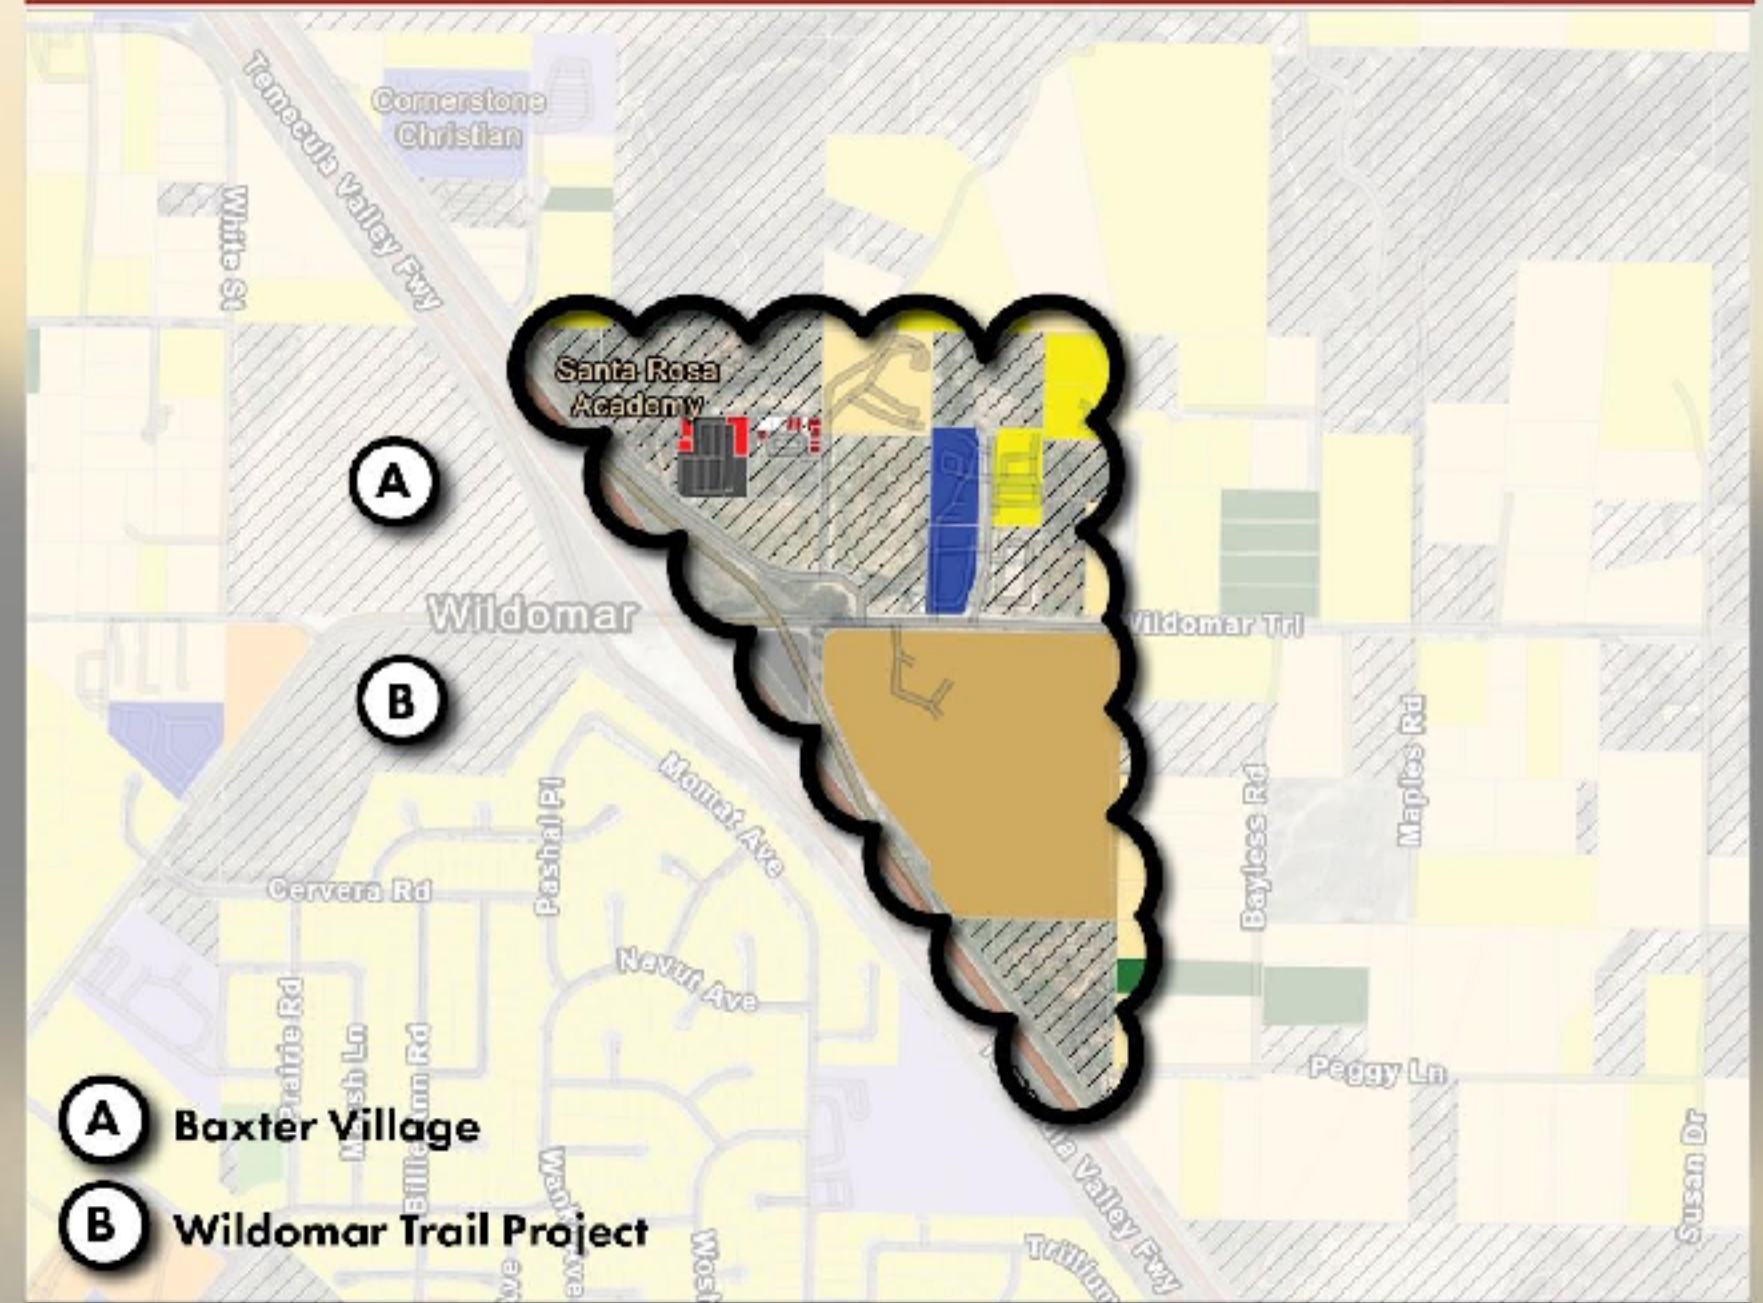 Temecula Valley Fwy
Cornerstone
Christian
White St
Santa Rosa
Academy
A
Wildomar
Wildomar Trl
B
Momat Ave
Pashal Pl
Maples Rd
Bayless Rd
Cervera Rd
Navut Ave
Prairie Rd
Billie Ann Rd
Peggy Ln
Susan Dr
Valley Fwy
A Baxter Village
B Wildomar Trail Project